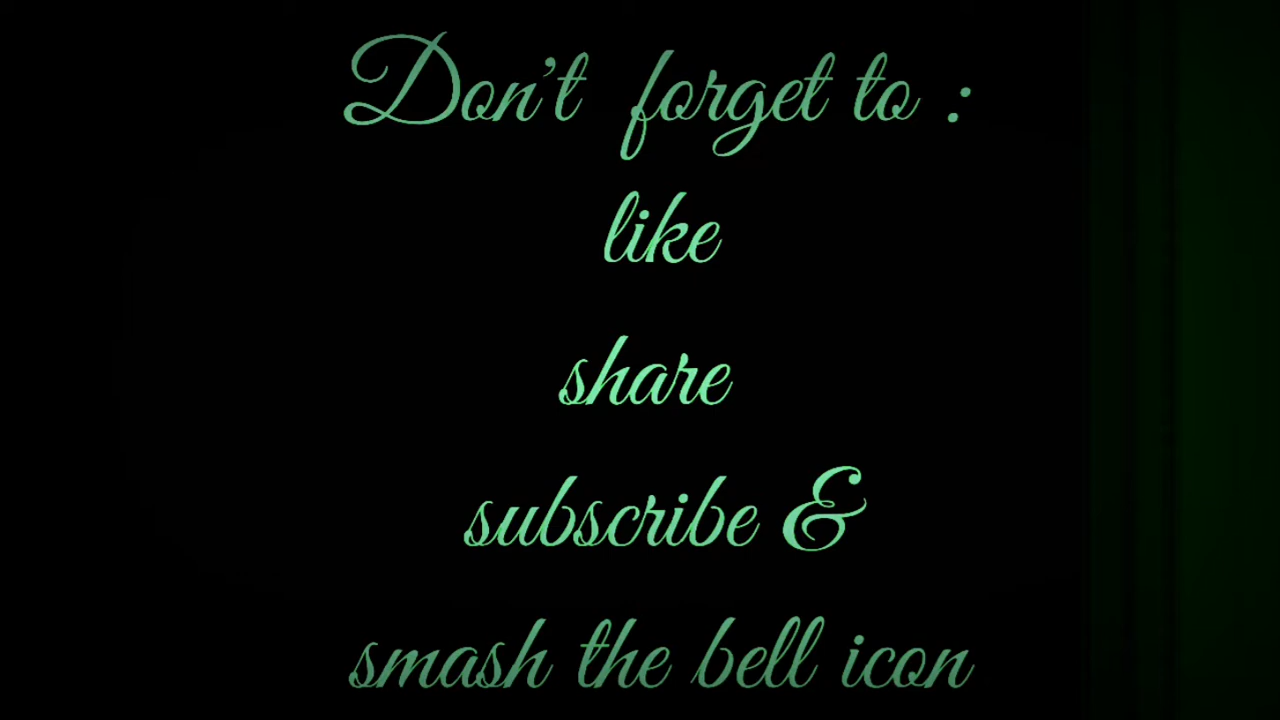 Don't forget to :
like
share
subscribe &
smash the bell icon